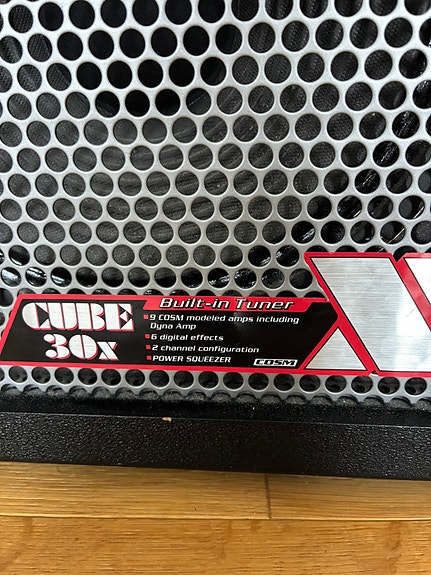 CUBE
30x
Built-in Tuner
9 COSM modeled amps including
Dyna Amp
6 digital effects
2 channel configuration
POWER SQUEEZER
COSM
X